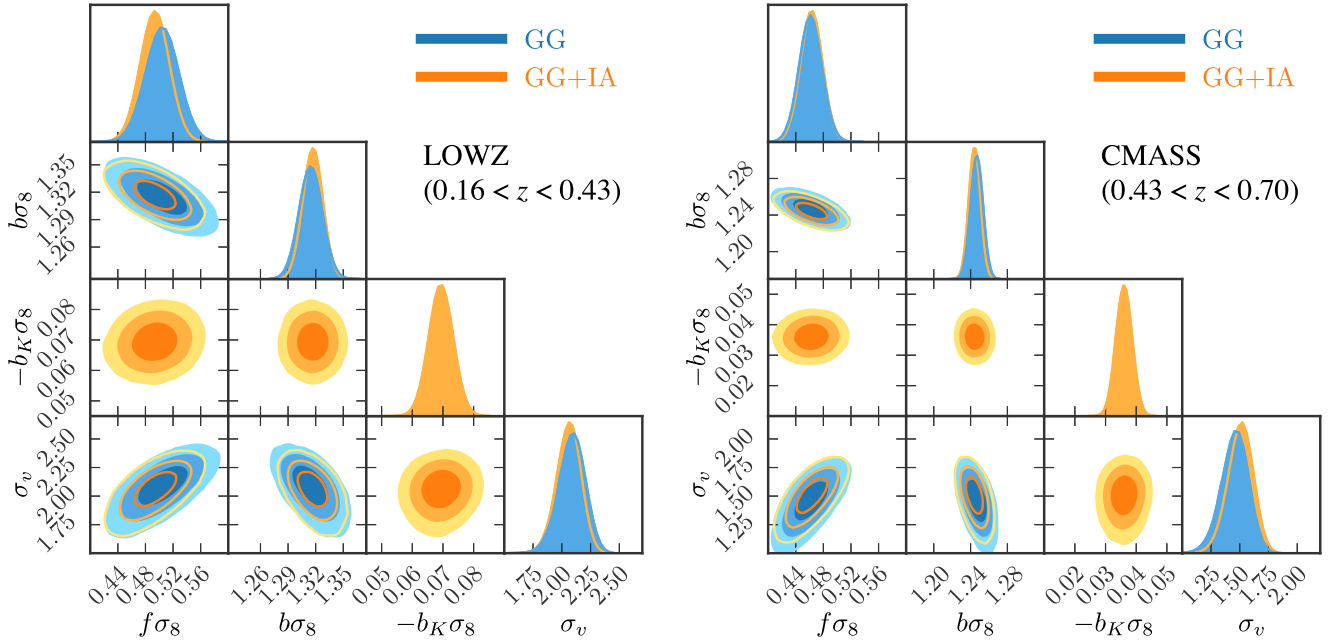 GG
GG+IA
LOWZ
(0.16 < z < 0.43)
bσ8
1.35
1.32
1.29
1.26
−bKσ8
0.08
0.07
0.06
0.05
σv
2.50
2.25
2.00
1.75
0.44 0.48 0.52 0.56
1.26 1.29 1.32 1.35
0.05 0.06 0.07 0.08
1.75 2.00 2.25 2.50
fσ8 bσ8 −bKσ8 σv
GG
GG+IA
CMASS
(0.43 < z < 0.70)
bσ8
1.28
1.24
1.20
−bKσ8
0.05
0.04
0.03
0.02
σv
2.00
1.75
1.50
1.25
0.44 0.48 0.52 0.56
1.20 1.24 1.28
0.02 0.03 0.04 0.05
1.25 1.50 1.75 2.00
fσ8 bσ8 −bKσ8 σv